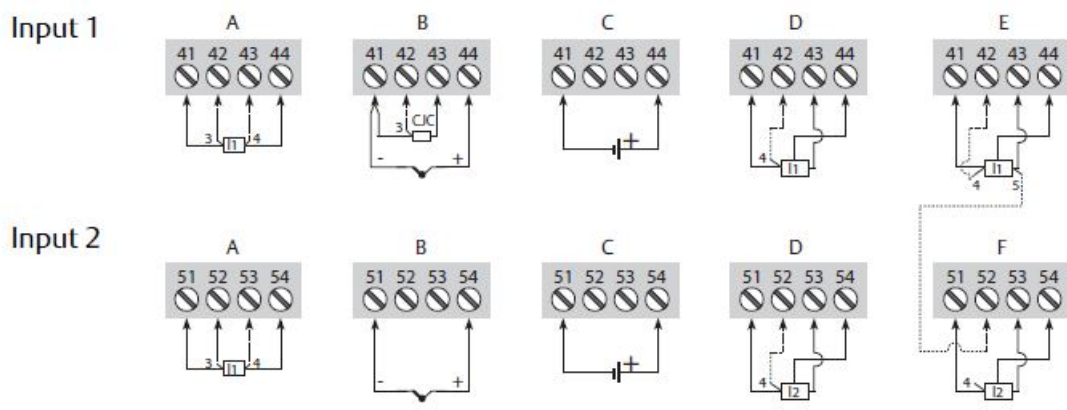 Input 1
A B C D E
41 42 43 44 41 42 43 44 41 42 43 44 41 42 43 44 41 42 43 44
3 I1 4
3 CJC
- +
+
4 I1
4 I1 5
Input 2
A B C D F
51 52 53 54 51 52 53 54 51 52 53 54 51 52 53 54 51 52 53 54
3 I1 4
- +
+
4 I2
4 I2